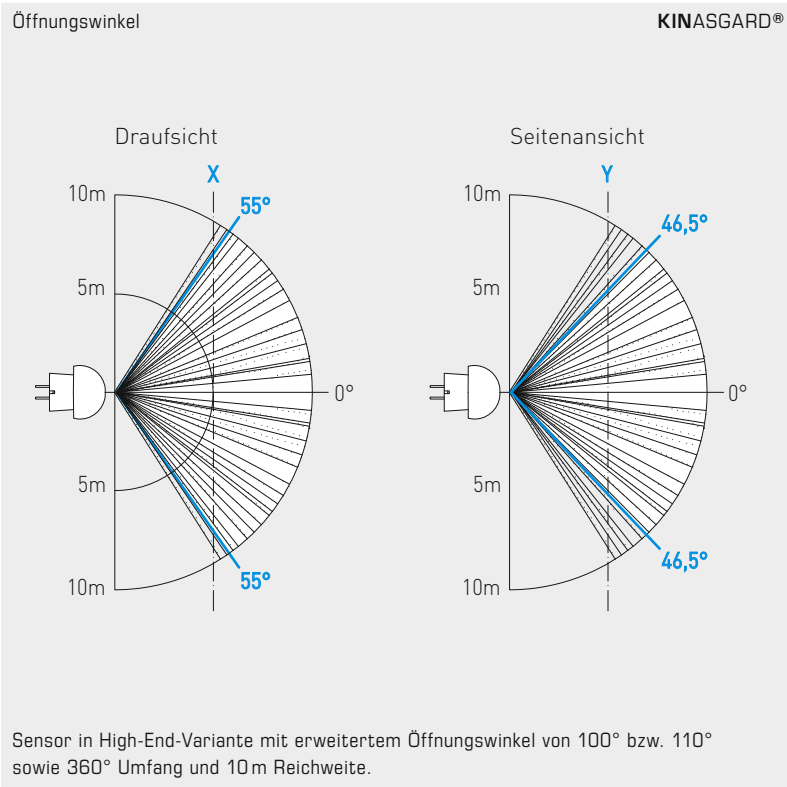 Öffnungswinkel
KINASGARD®
Draufsicht
X
10m
55°
5m
0°
5m
10m
55°
Seitenansicht
Y
10m
46,5°
5m
0°
5m
10m
46,5°
Sensor in High-End-Variante mit erweitertem Öffnungswinkel von 100° bzw. 110°
sowie 360° Umfang und 10 m Reichweite.